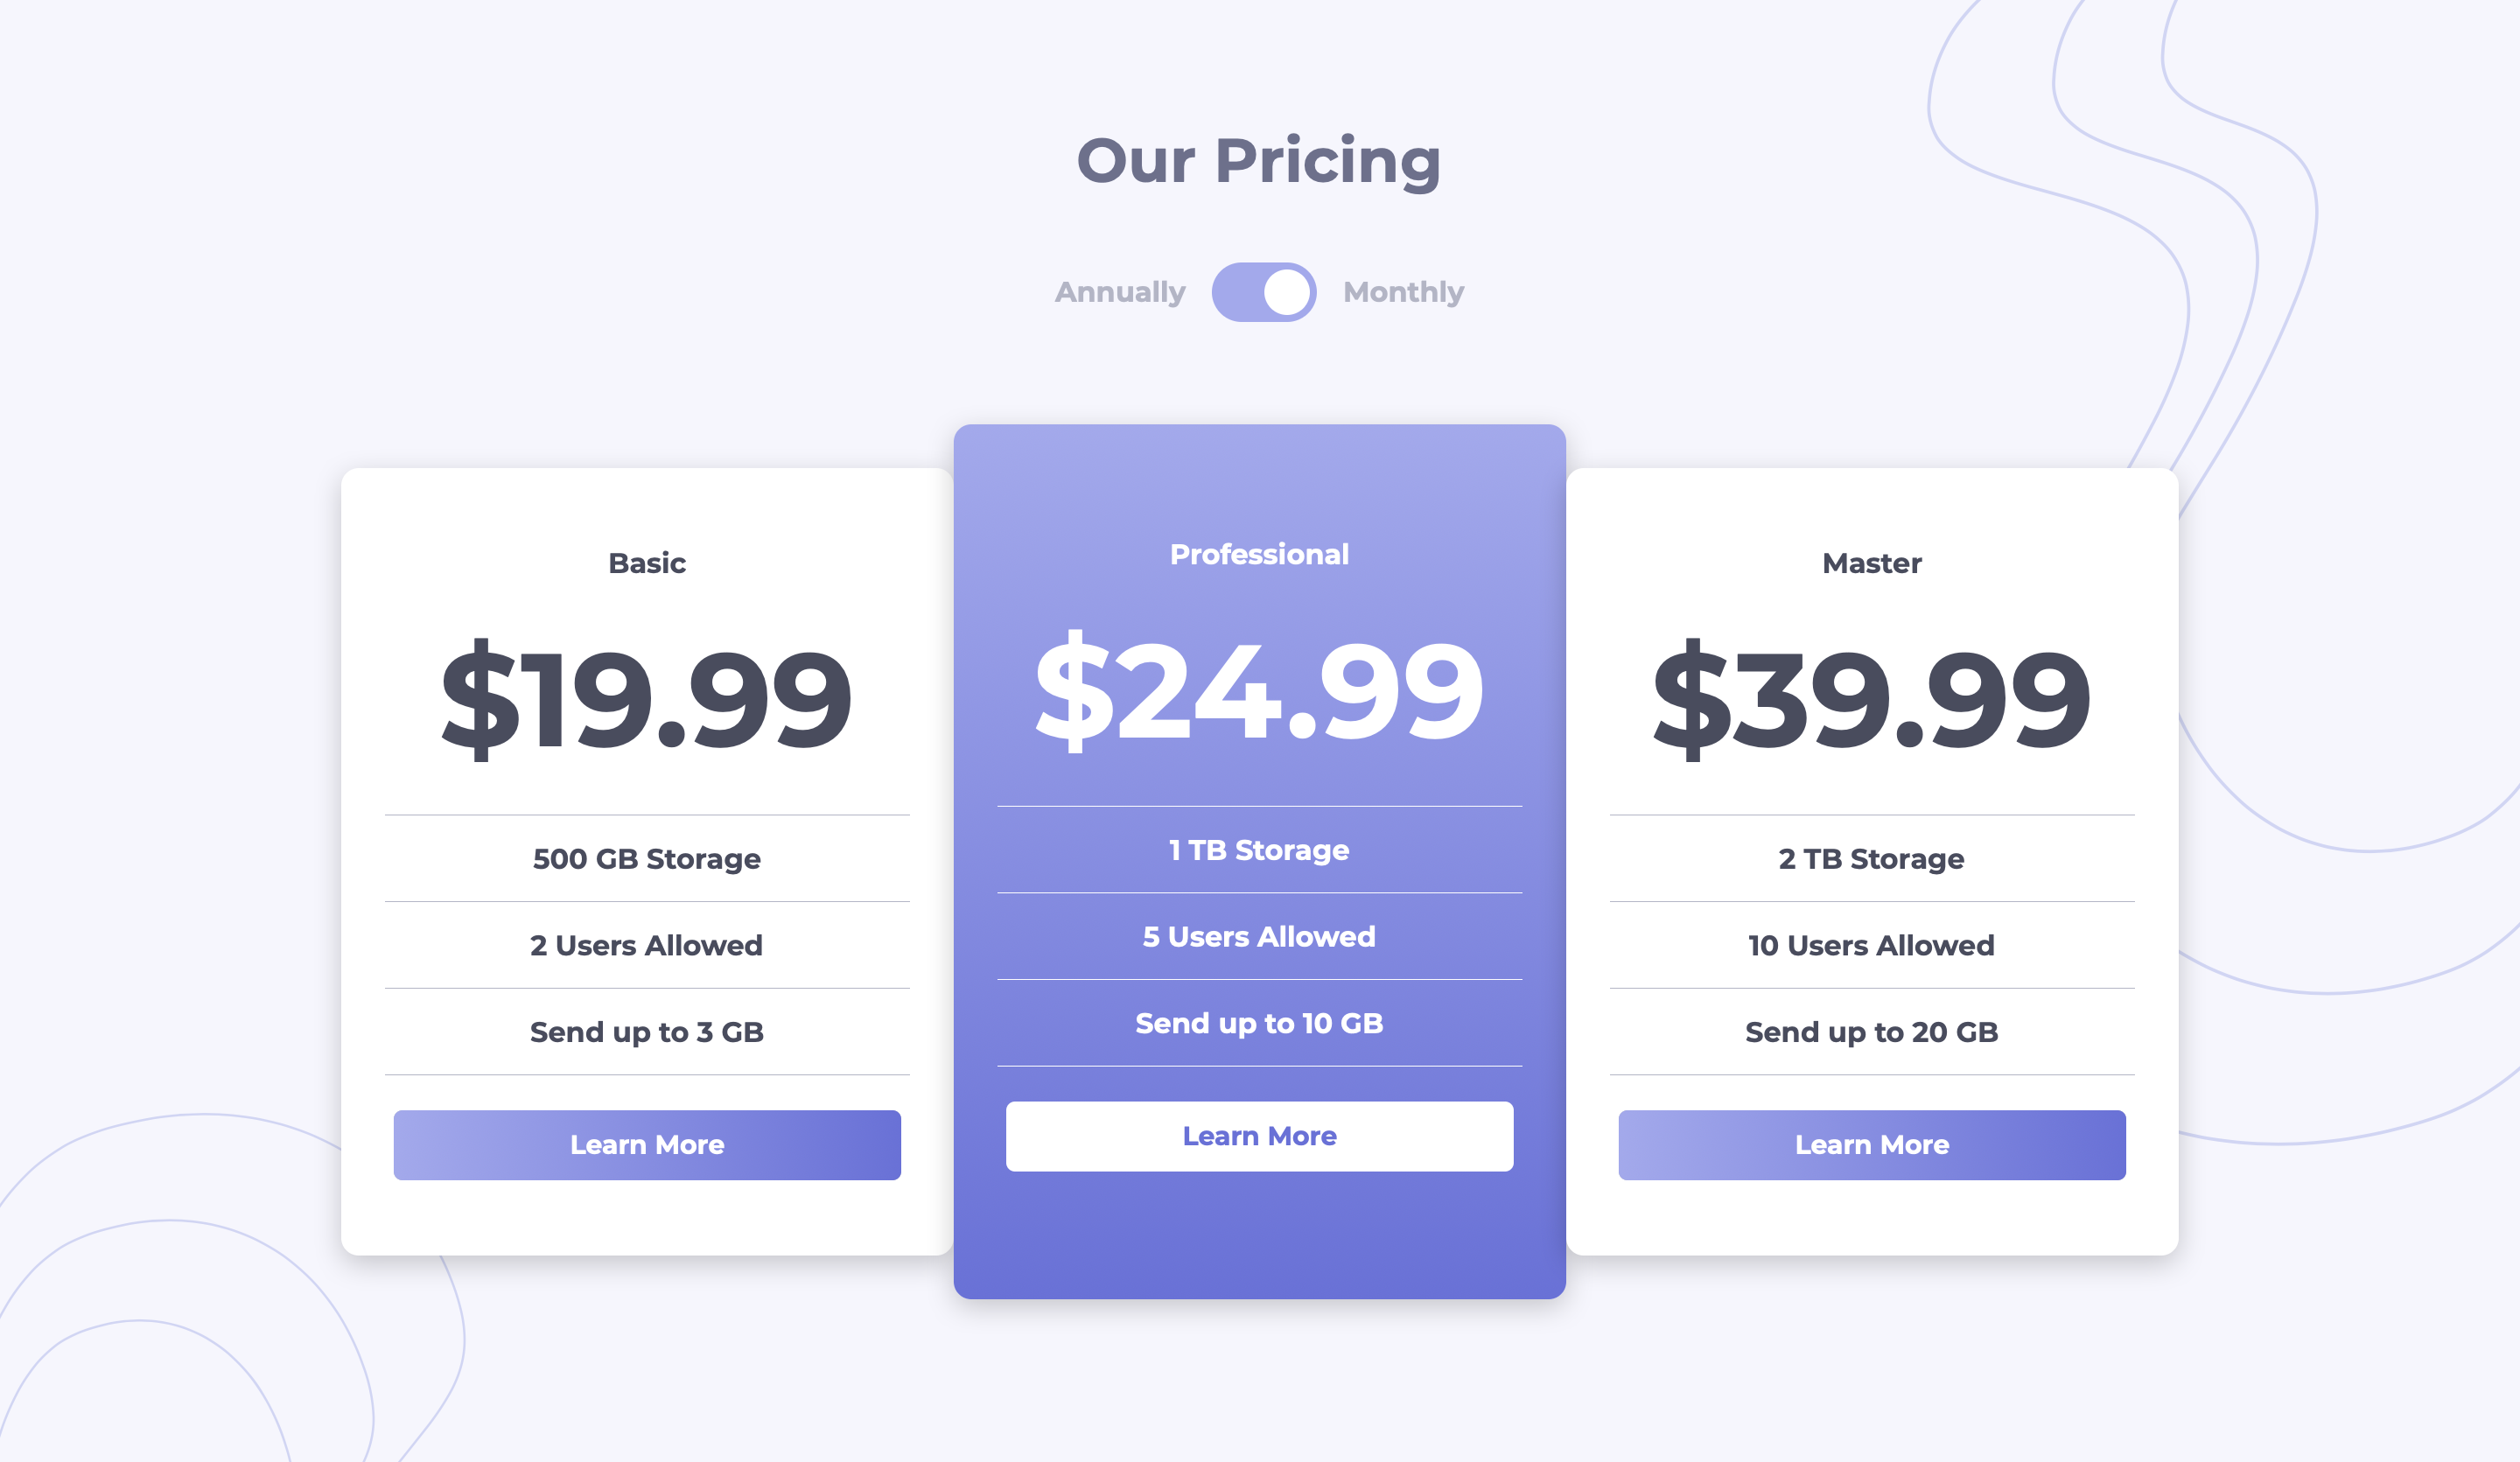 Our Pricing
Annually
Monthly
Basic
$19.99
500 GB Storage
2 Users Allowed
Send up to 3 GB
Learn More
Professional
$24.99
1 TB Storage
5 Users Allowed
Send up to 10 GB
Learn More
Master
$39.99
2 TB Storage
10 Users Allowed
Send up to 20 GB
Learn More